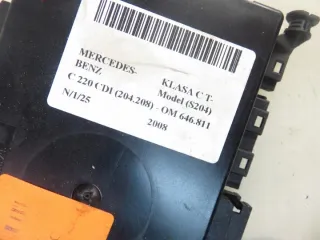 MERCEDES- KLASA C T-
BENZ Model (S204)
C 220 CDI (204.208) - OM 646.811
N/1/25 2008